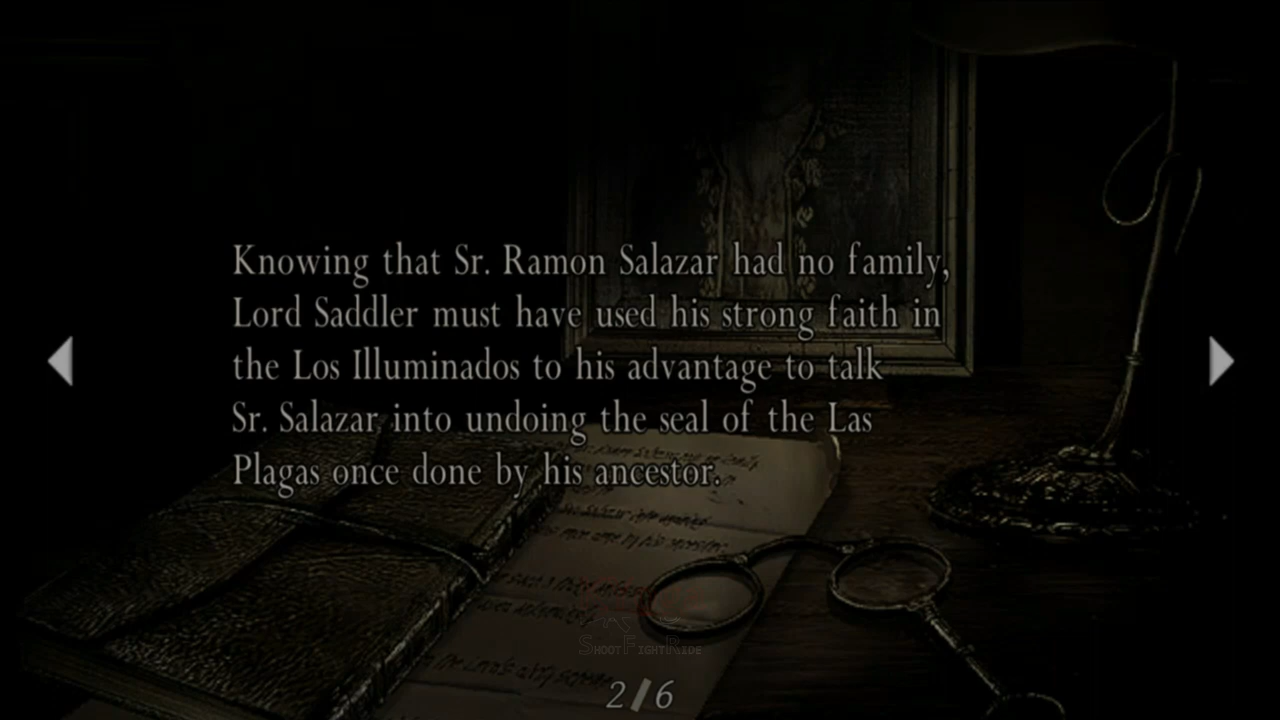 Knowing that Sr. Ramon Salazar had no family,
Lord Saddler must have used his strong faith in
the Los Illuminados to his advantage to talk
Sr. Salazar into undoing the seal of the Las
Plagas once done by his ancestor.
ShootFightRide
2/6